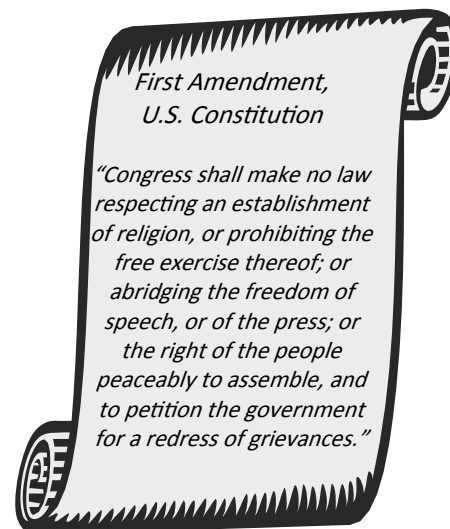 First Amendment,
U.S. Constitution
“Congress shall make no law
respecting an establishment
of religion, or prohibiting the
free exercise thereof; or
abridging the freedom of
speech, or of the press; or
the right of the people
peaceably to assemble, and
to petition the government
for a redress of grievances.”